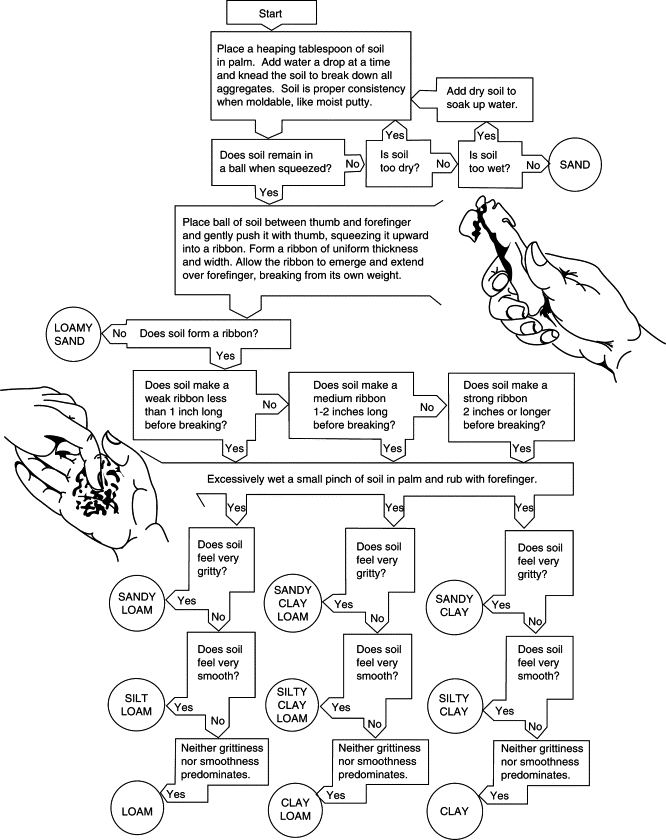 Start
Place a heaping tablespoon of soil
in palm. Add water a drop at a time
and knead the soil to break down all
aggregates. Soil is proper consistency
when moldable, like moist putty.
Add dry soil to
soak up water.
Yes
Yes
Does soil remain in
a ball when squeezed?
No
Is soil
too dry?
No
Is soil
too wet?
No
SAND
Yes
Place ball of soil between thumb and forefinger
and gently push it with thumb, squeezing it upward
into a ribbon. Form a ribbon of uniform thickness
and width. Allow the ribbon to emerge and extend
over forefinger, breaking from its own weight.
LOAMY
SAND
No
Does soil form a ribbon?
Yes
Does soil make a
weak ribbon less
than 1 inch long
before breaking?
No
Does soil make a
medium ribbon
1-2 inches long
before breaking?
No
Does soil make a
strong ribbon
2 inches or longer
before breaking?
Yes
Yes
Yes
Excessively wet a small pinch of soil in palm and rub with forefinger.
Yes
Yes
Yes
Does soil
feel very
gritty?
Does soil
feel very
gritty?
Does soil
feel very
gritty?
SANDY
LOAM
Yes
No
SANDY
CLAY
LOAM
Yes
No
SANDY
CLAY
Yes
No
Does soil
feel very
smooth?
Does soil
feel very
smooth?
Does soil
feel very
smooth?
SILT
LOAM
Yes
No
SILTY
CLAY
LOAM
Yes
No
SILTY
CLAY
Yes
No
Neither grittiness
nor smoothness
predominates.
Neither grittiness
nor smoothness
predominates.
Neither grittiness
nor smoothness
predominates.
LOAM
Yes
CLAY
LOAM
Yes
CLAY
Yes